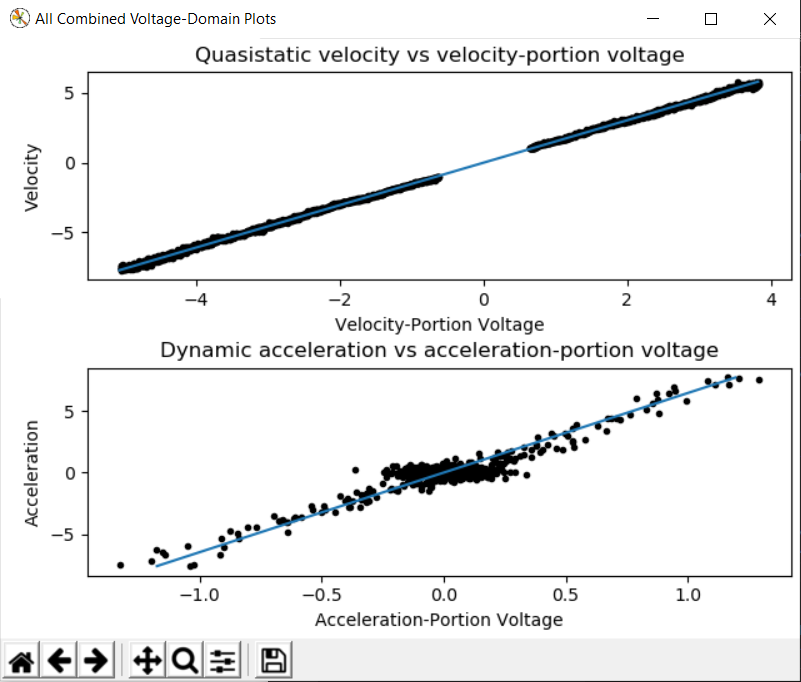 All Combined Voltage-Domain Plots
Quasistatic velocity vs velocity-portion voltage
5
0
−5
Velocity
−4 −2 0 2 4
Velocity-Portion Voltage
Dynamic acceleration vs acceleration-portion voltage
5
0
−5
Acceleration
−1.0 −0.5 0.0 0.5 1.0
Acceleration-Portion Voltage